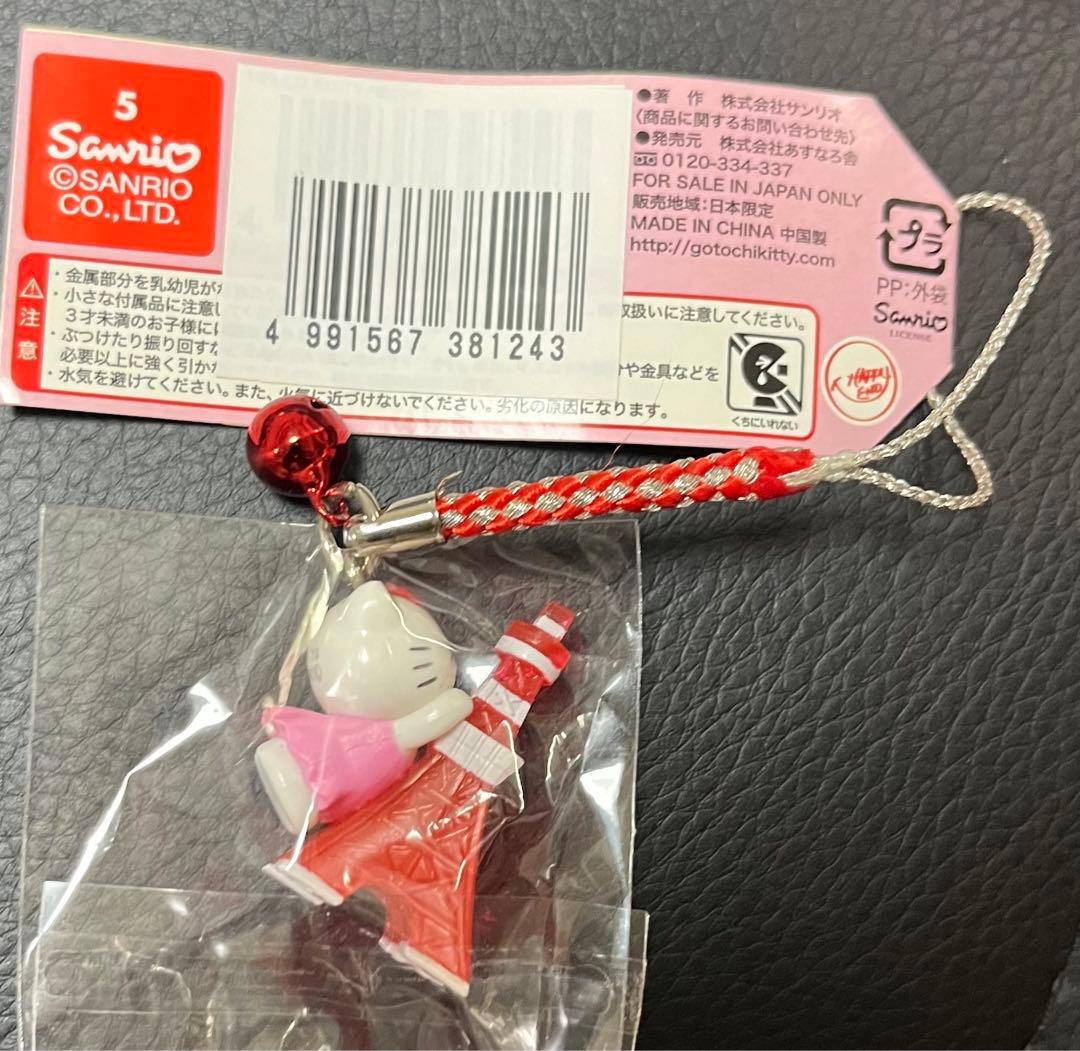 5
Sanrio
©SANRIO
CO.,LTD.
4 991567 381243
●著 作 株式会社サンリオ
〈商品に関するお問い合わせ先〉
●発売元 株式会社あすなろ舎
0120-334-337
FOR SALE IN JAPAN ONLY
販売地域:日本限定
MADE IN CHINA 中国製
http://gotochikitty.com
プラ
PP:外袋
Sanrio
LICENSE
HAPPY
END
注意
・金属部分を乳幼児が
・小さな付属品に注意し 取扱いに注意してください。
3才未満のお子様に
・ぶつけたり振り回す
必要以上に強く引か や金具などを
・水気を避けてください。また、火気に近づけないでください。劣化の原因になります。
くちにいれない